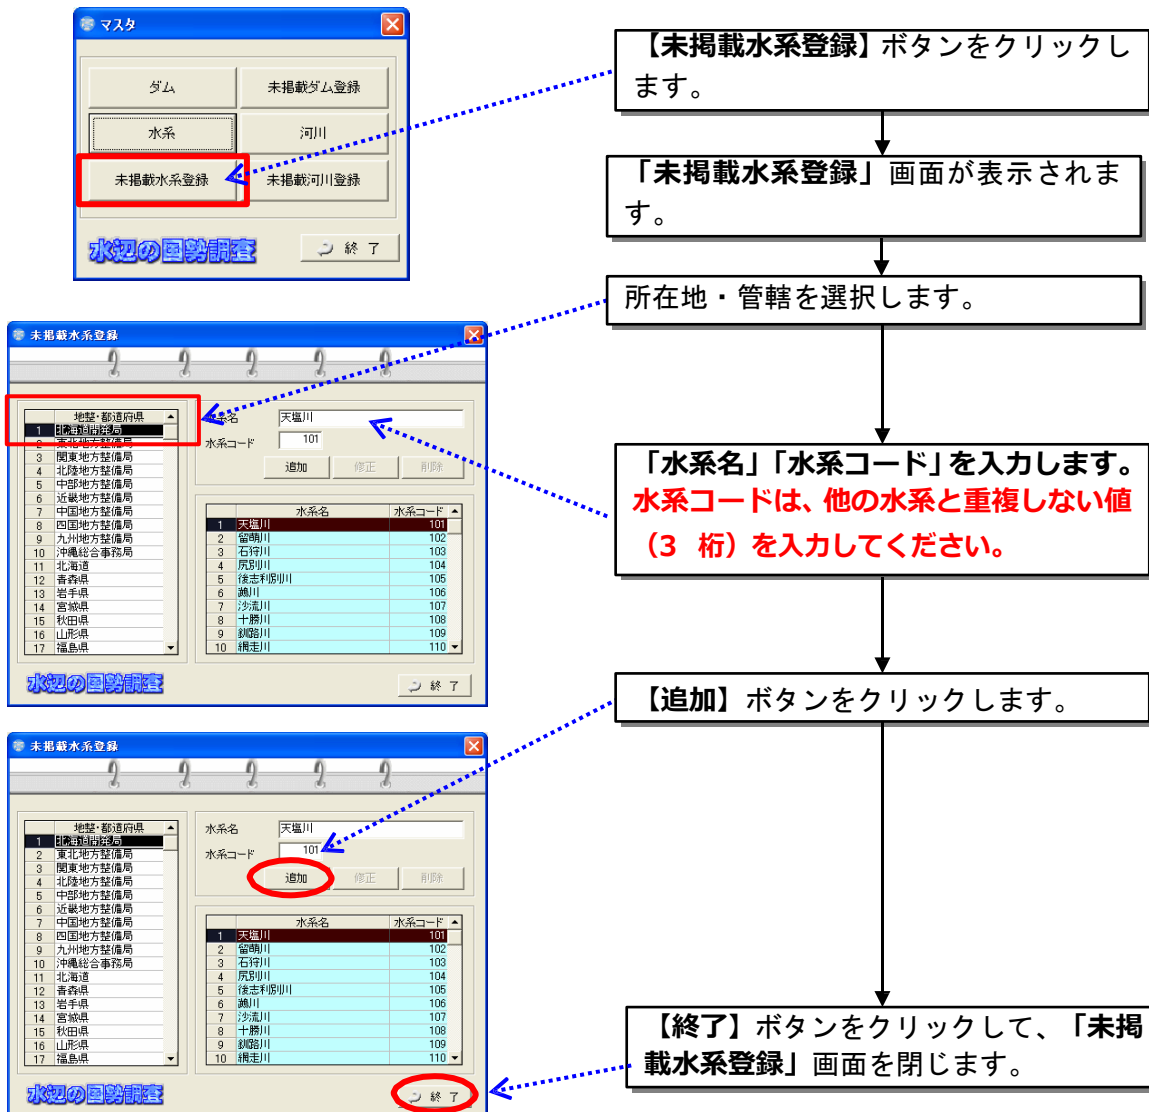 マスタ
ダム
未掲載ダム登録
水系
河川
未掲載水系登録
未掲載河川登録
水辺の国勢調査
終 了
【未掲載水系登録】ボタンをクリックし
ます。
「未掲載水系登録」画面が表示されま
す。
所在地・管轄を選択します。
未掲載水系登録
地整・都道府県
1 北海道開発局
2 東北地方整備局
3 関東地方整備局
4 北陸地方整備局
5 中部地方整備局
6 近畿地方整備局
7 中国地方整備局
8 四国地方整備局
9 九州地方整備局
10 沖縄総合事務局
11 北海道
12 青森県
13 岩手県
14 宮城県
15 秋田県
16 山形県
17 福島県
水系名 天塩川
水系コード 101
追加 修正 削除
水系名 水系コード
1 天塩川 101
2 留萌川 102
3 石狩川 103
4 尻別川 104
5 後志利別川 105
6 鵡川 106
7 沙流川 107
8 十勝川 108
9 釧路川 109
10 網走川 110
水辺の国勢調査
終 了
「水系名」「水系コード」を入力します。
水系コードは、他の水系と重複しない値
（3 桁）を入力してください。
【追加】ボタンをクリックします。
未掲載水系登録
地整・都道府県
1 北海道開発局
2 東北地方整備局
3 関東地方整備局
4 北陸地方整備局
5 中部地方整備局
6 近畿地方整備局
7 中国地方整備局
8 四国地方整備局
9 九州地方整備局
10 沖縄総合事務局
11 北海道
12 青森県
13 岩手県
14 宮城県
15 秋田県
16 山形県
17 福島県
水系名 天塩川
水系コード 101
追加 修正 削除
水系名 水系コード
1 天塩川 101
2 留萌川 102
3 石狩川 103
4 尻別川 104
5 後志利別川 105
6 鵡川 106
7 沙流川 107
8 十勝川 108
9 釧路川 109
10 網走川 110
水辺の国勢調査
終 了
【終了】ボタンをクリックして、「未掲
載水系登録」画面を閉じます。